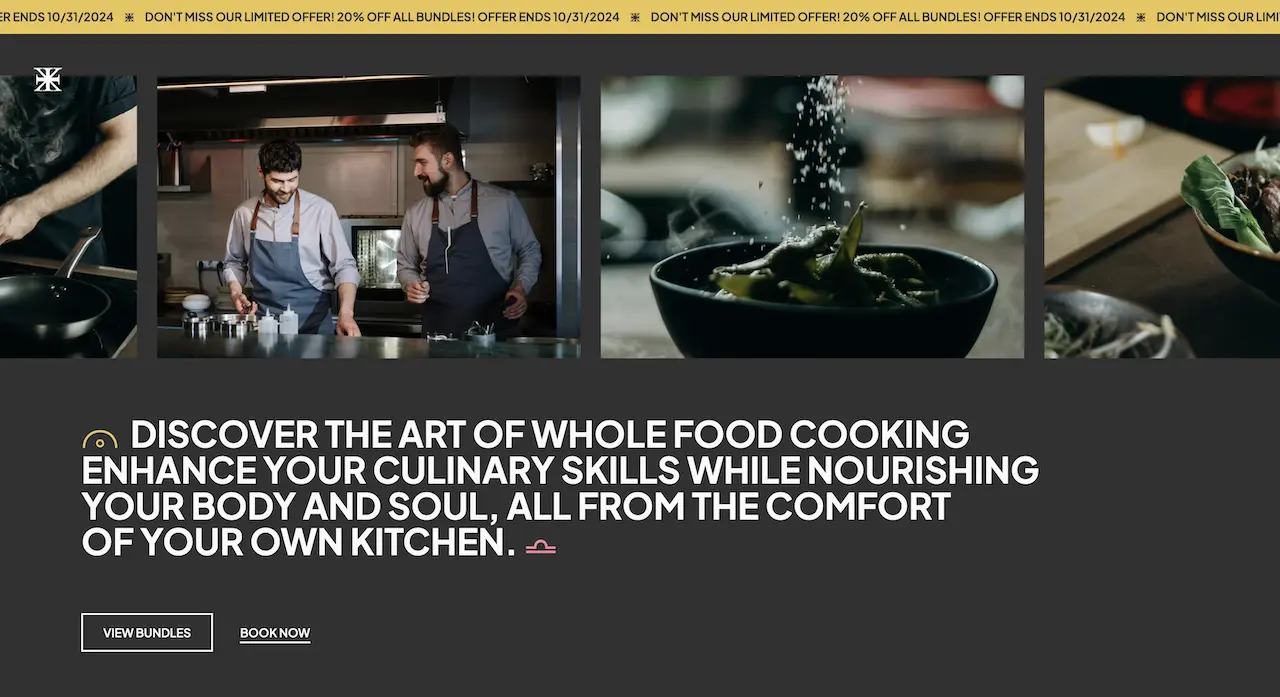 ER ENDS 10/31/2024 DON'T MISS OUR LIMITED OFFER! 20% OFF ALL BUNDLES! OFFER ENDS 10/31/2024 DON'T MISS OUR LIMITED OFFER! 20% OFF ALL BUNDLES! OFFER ENDS 10/31/2024 DON'T MISS OUR LIMI
DISCOVER THE ART OF WHOLE FOOD COOKING
ENHANCE YOUR CULINARY SKILLS WHILE NOURISHING
YOUR BODY AND SOUL, ALL FROM THE COMFORT
OF YOUR OWN KITCHEN.
VIEW BUNDLES BOOK NOW